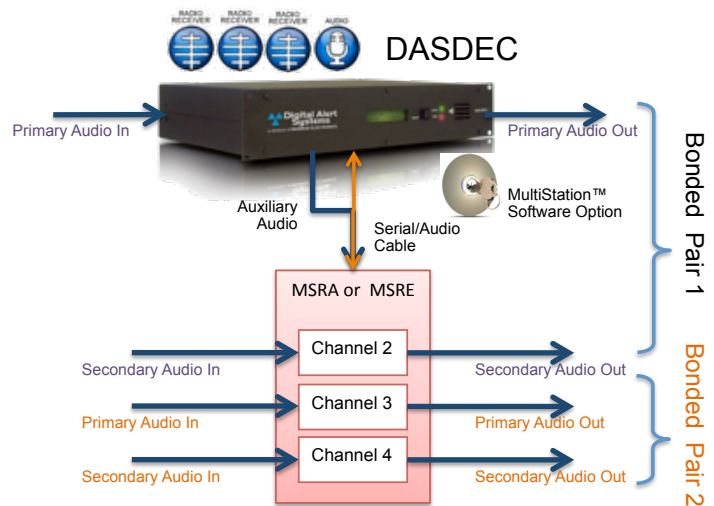 RADIO
RECEIVER
RADIO
RECEIVER
RADIO
RECEIVER
AUDIO
DASDEC
Digital Alert
Systems
Primary Audio In
Primary Audio Out
MultiStation™
Software Option
Auxiliary
Audio
Serial/Audio
Cable
Bonded Pair 1
MSRA or MSRE
Channel 2
Secondary Audio In
Secondary Audio Out
Channel 3
Primary Audio In
Primary Audio Out
Channel 4
Secondary Audio In
Secondary Audio Out
Bonded Pair 2